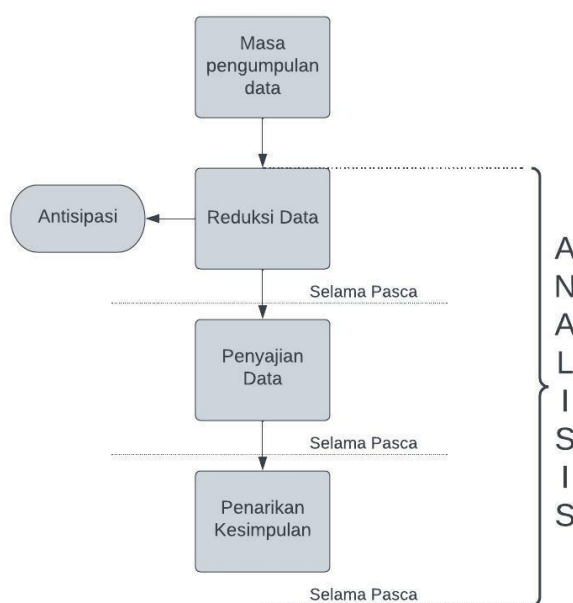 Masa
pengumpulan
data
Antisipasi
Reduksi Data
Selama Pasca
Penyajian
Data
Selama Pasca
Penarikan
Kesimpulan
Selama Pasca
A
N
A
L
I
S
I
S